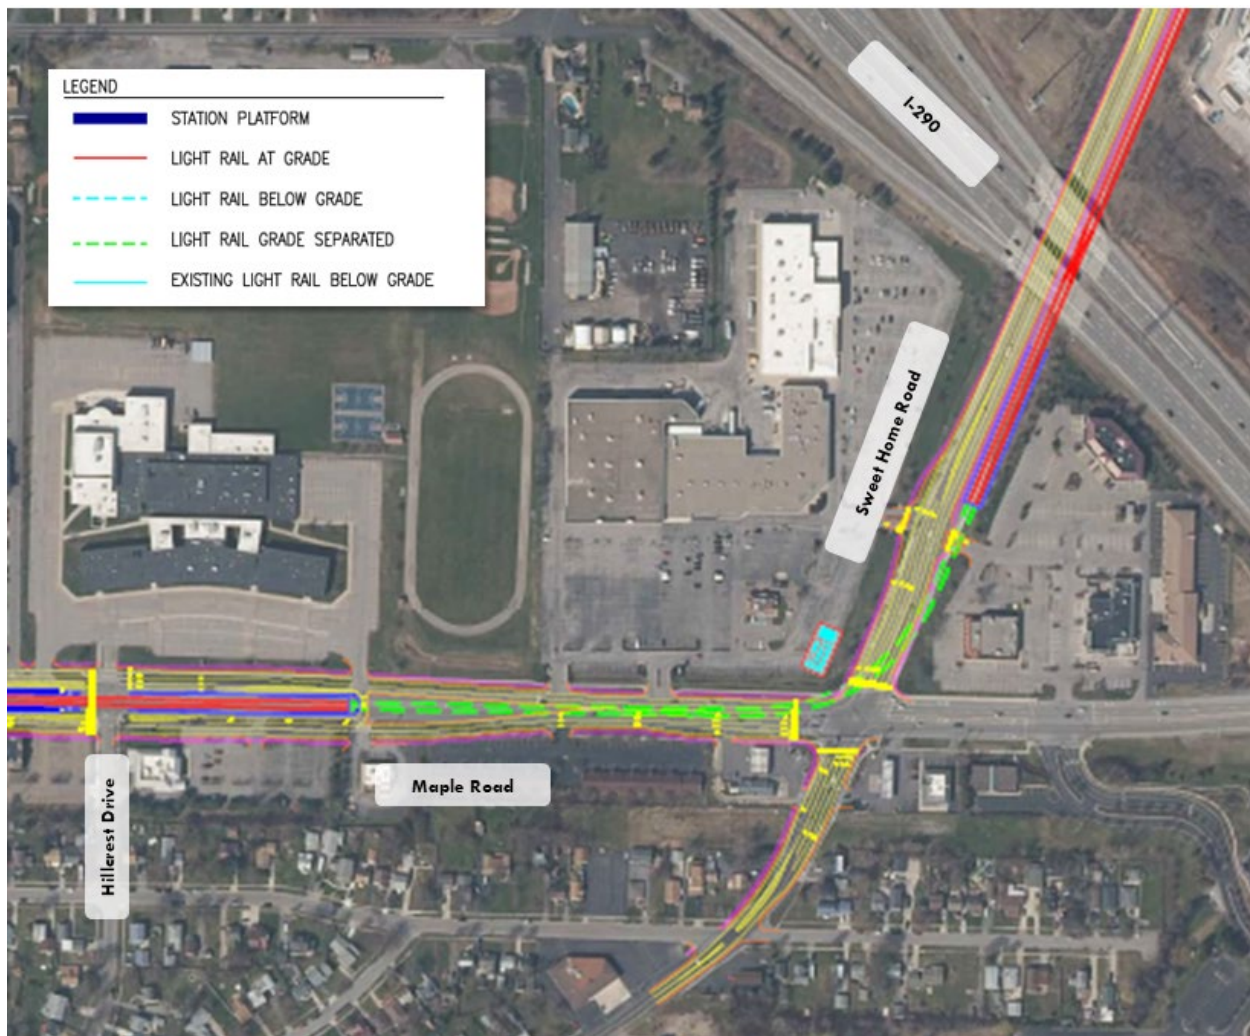 LEGEND
STATION PLATFORM
LIGHT RAIL AT GRADE
LIGHT RAIL BELOW GRADE
LIGHT RAIL GRADE SEPARATED
EXISTING LIGHT RAIL BELOW GRADE
I-290
Sweet Home Road
Maple Road
Hillcrest Drive